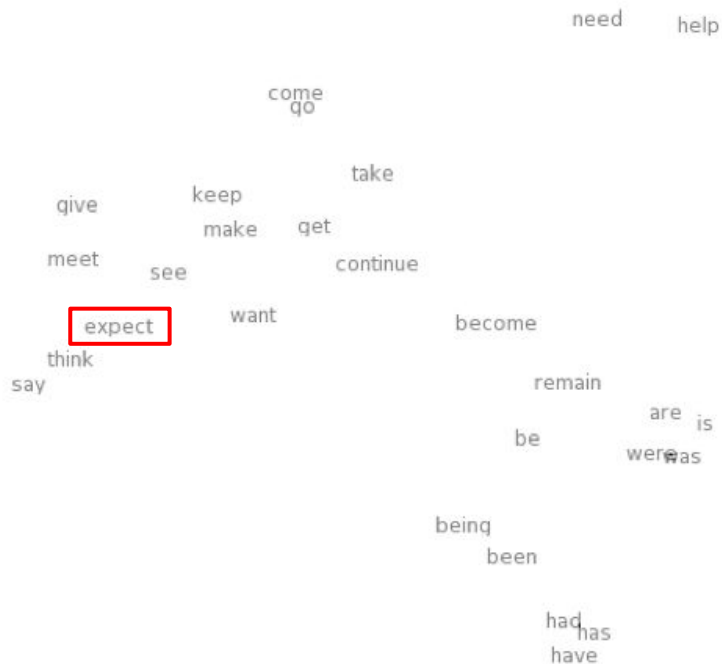 need help
come
go
take
keep
give
make get
meet
see continue
want
expect become
think
say remain
are
is
be
were was
being
been
had
has
have